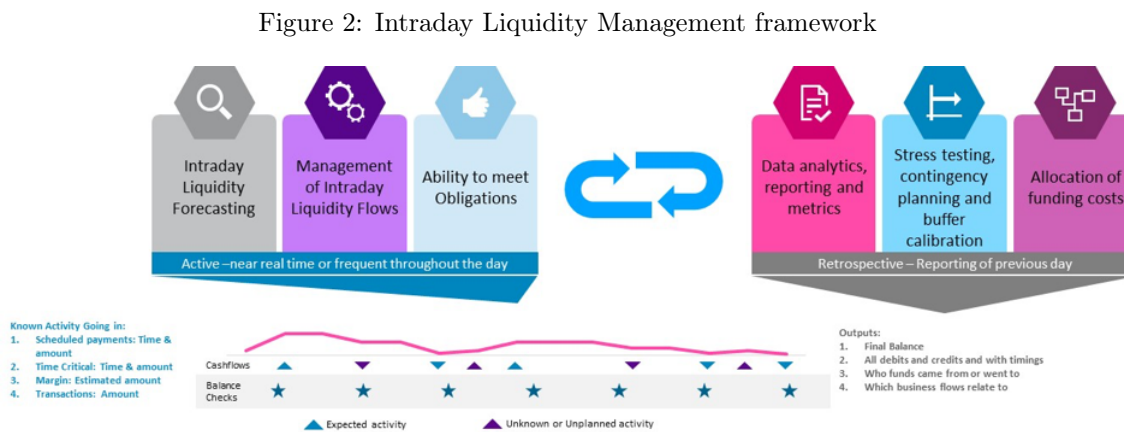 Figure 2: Intraday Liquidity Management framework
Intraday
Liquidity
Forecasting
Management
of Intraday
Liquidity Flows
Ability to meet
Obligations
Data analytics,
reporting and
metrics
Stress testing,
contingency
planning and
buffer
calibration
Allocation of
funding costs
Active –near real time or frequent throughout the day
Retrospective – Reporting of previous day
Known Activity Going in:
1. Scheduled payments: Time &
amount
2. Time Critical: Time & amount
3. Margin: Estimated amount
4. Transactions: Amount
Cashflows
Balance
Checks
Expected activity
Unknown or Unplanned activity
Outputs:
1. Final Balance
2. All debits and credits and with timings
3. Who funds came from or went to
4. Which business flows relate to